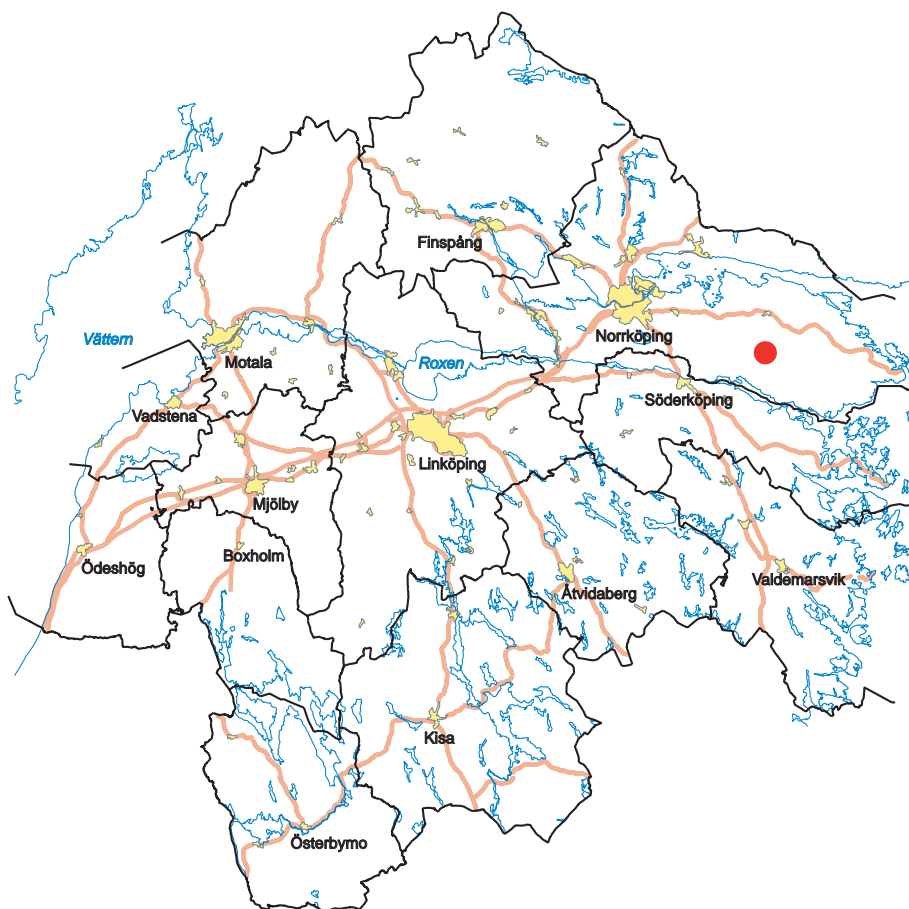 Finspång
Norrköping
Vättern
Motala
Roxen
Söderköping
Vadstena
Linköping
Mjölby
Boxholm
Ödeshög
Valdemarsvik
Åtvidaberg
Kisa
Österbymo